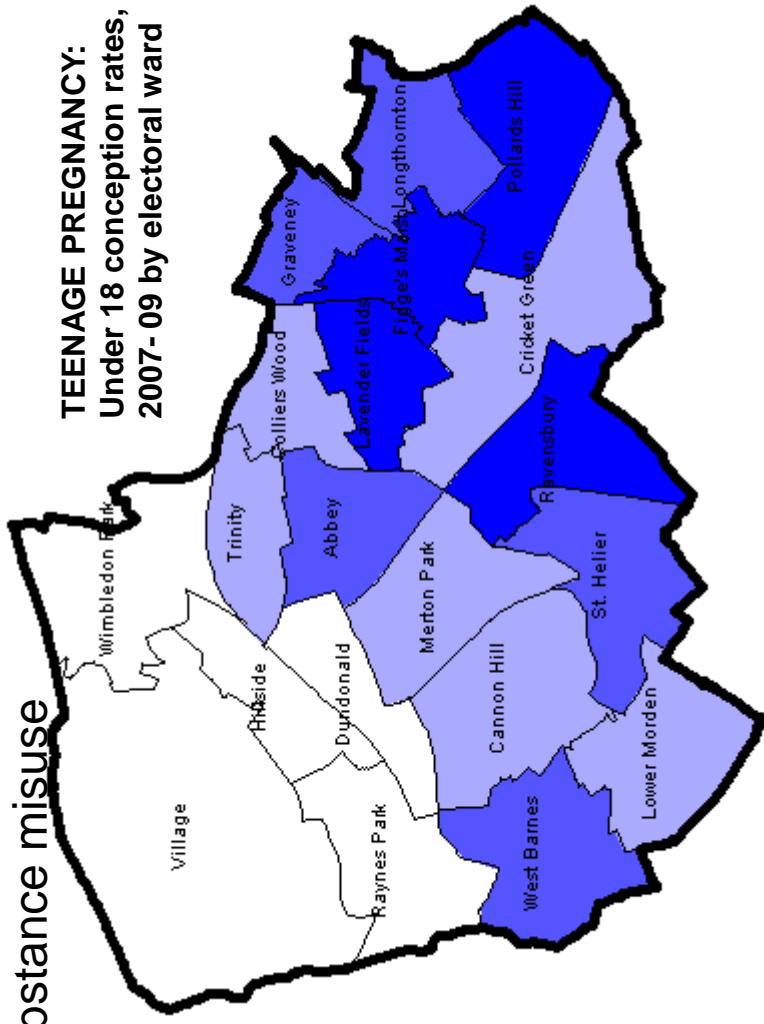 bstance misuse
TEENAGE PREGNANCY:
Under 18 conception rates,
2007- 09 by electoral ward
Wimbledon Park
Village
Hillside
Trinity
Colliers Wood
Graveney
Longthornton
Raynes Park
Dundonald
Abbey
Lavender Fields
Figge's Marsh
Pollards Hill
Merton Park
Cannon Hill
Cricket Green
West Barnes
Ravensbury
St. Helier
Lower Morden